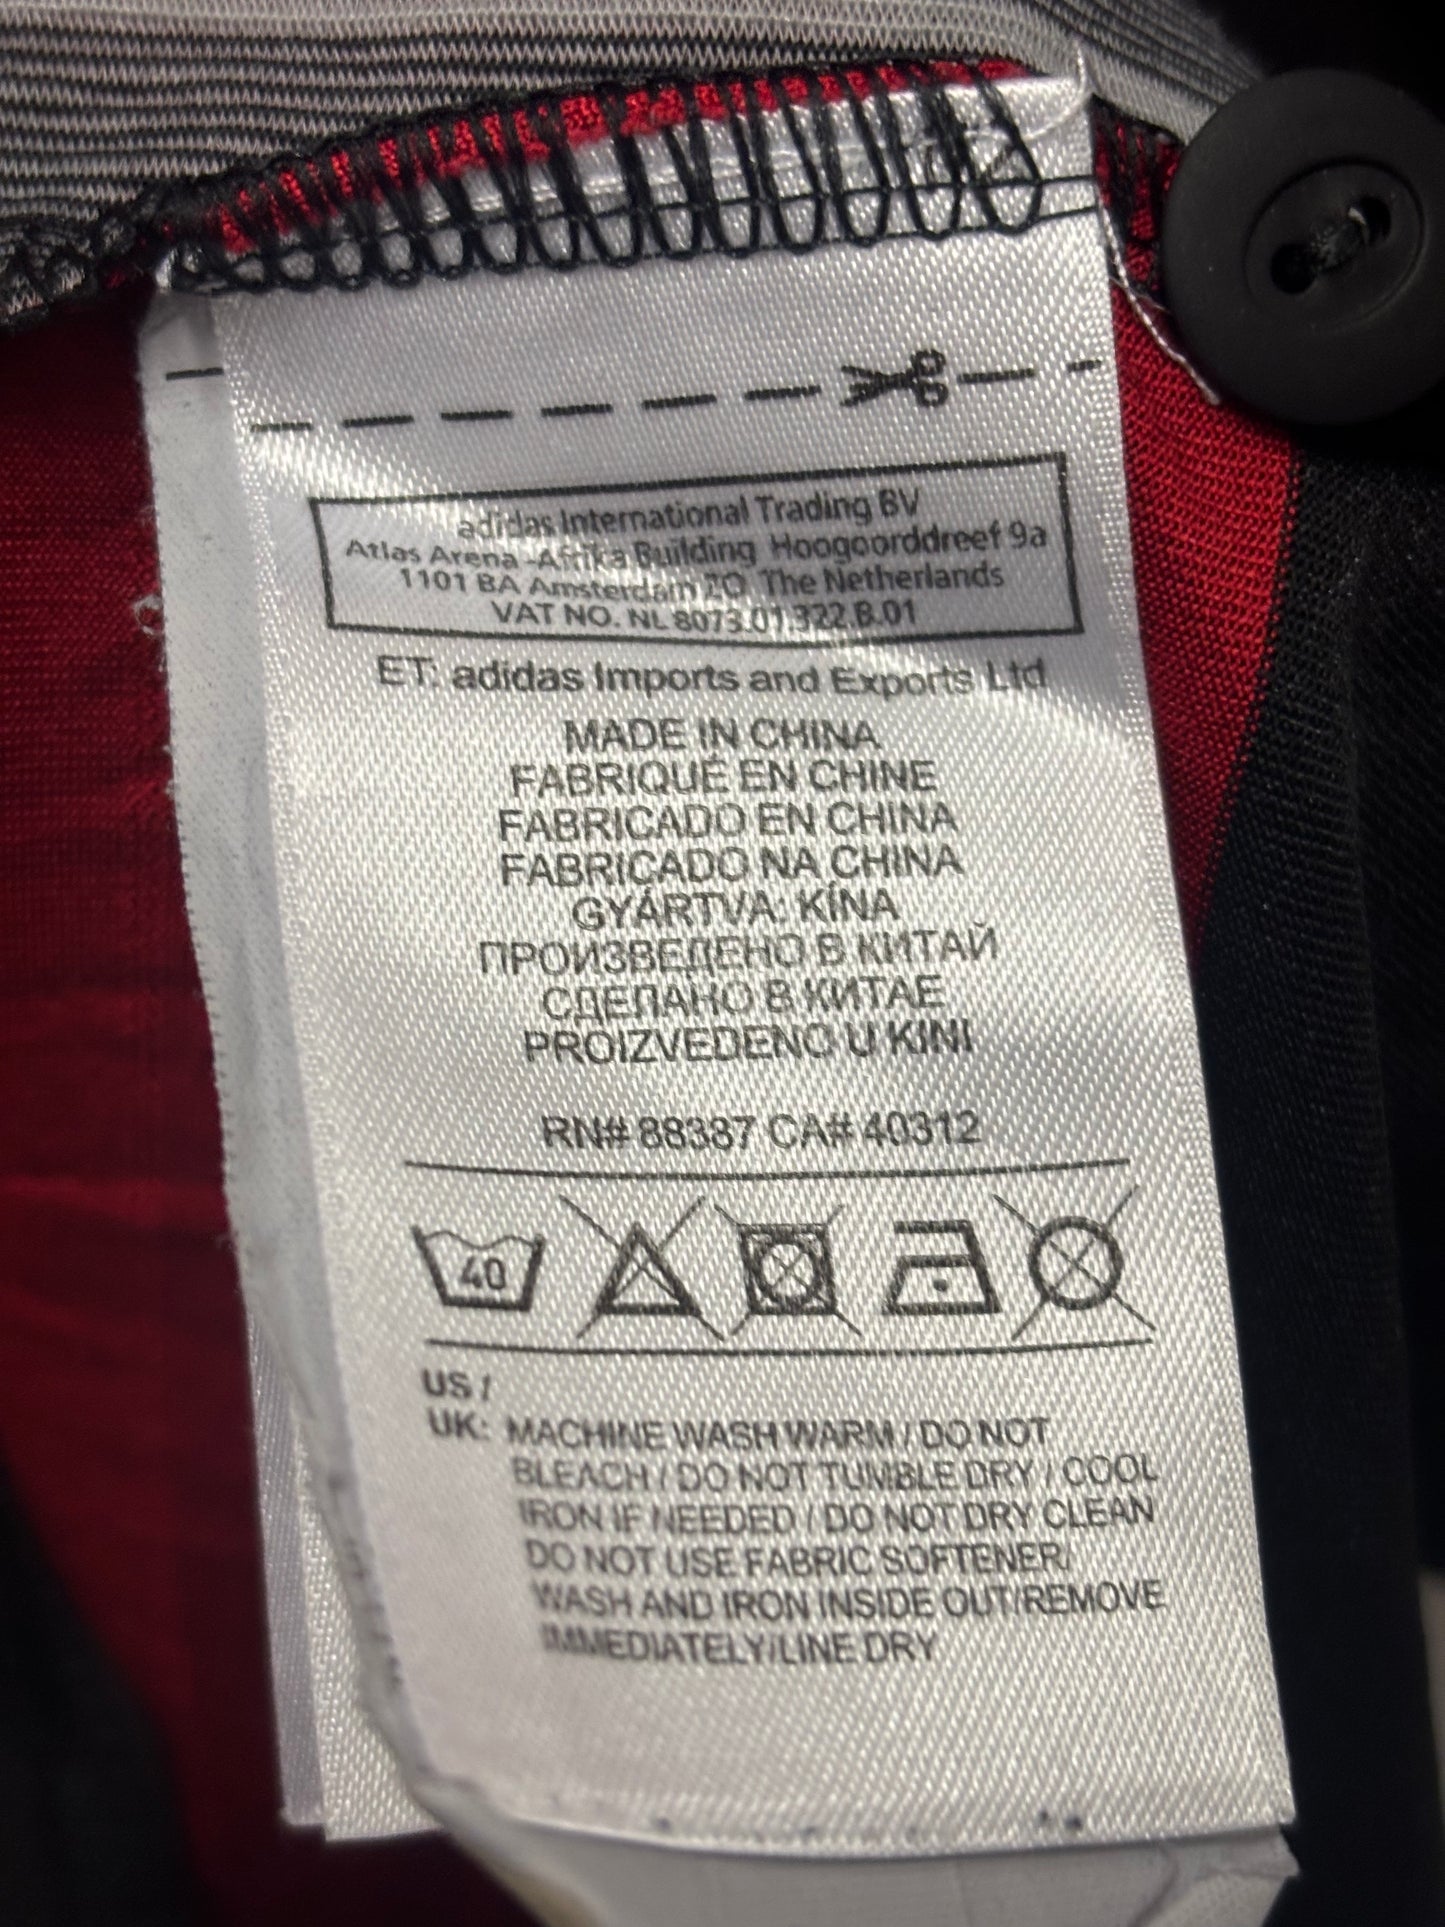 adidas International Trading BV
Atlas Arena -Afrika Building Hoogoorddreef 9a
1101 BA Amsterdam ZO The Netherlands
VAT NO. NL 8073.01.322.B.01
ET: adidas Imports and Exports Ltd
MADE IN CHINA
FABRIQUÉ EN CHINE
FABRICADO EN CHINA
FABRICADO NA CHINA
GYÁRTVA: KÍNA
ПРОИЗВЕДЕНО В КИТАЙ
СДЕЛАНО В КИТАЕ
PROIZVEDENO U KINI
RN# 88387 CA# 40312
40
US /
UK: MACHINE WASH WARM / DO NOT
BLEACH / DO NOT TUMBLE DRY / COOL
IRON IF NEEDED / DO NOT DRY CLEAN
DO NOT USE FABRIC SOFTENER/
WASH AND IRON INSIDE OUT/REMOVE
IMMEDIATELY/LINE DRY